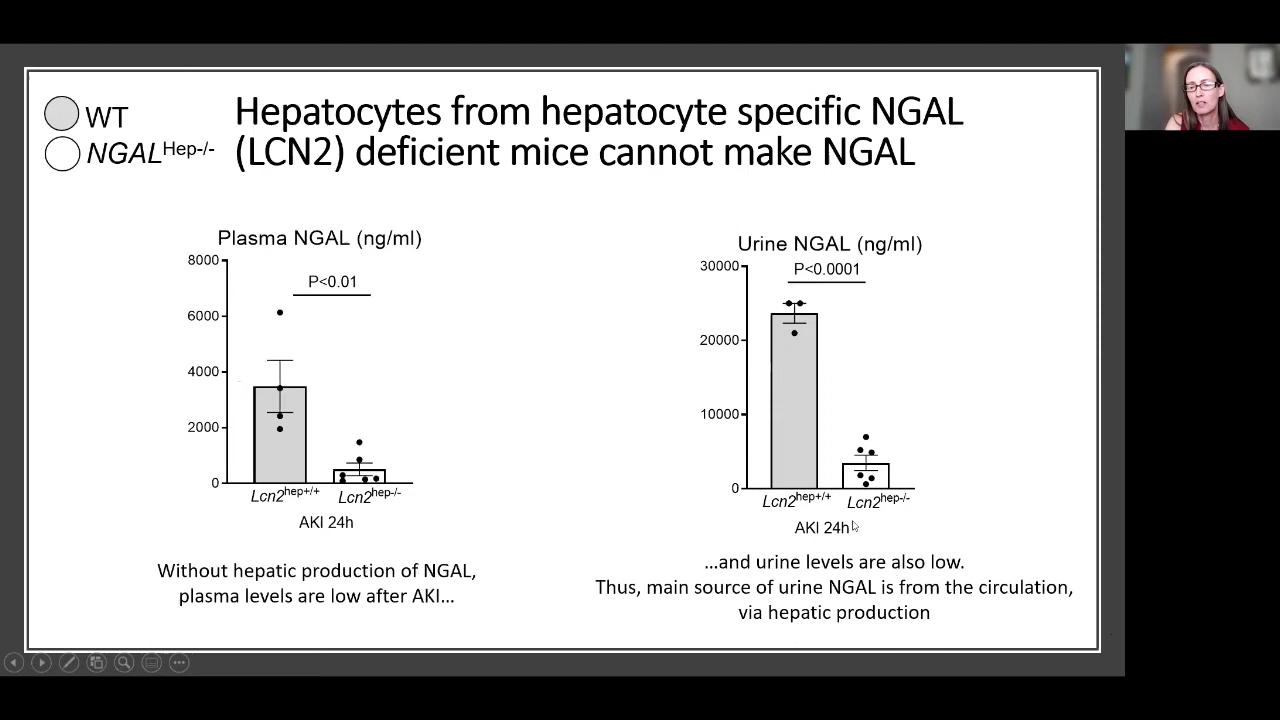 WT
NGAL^Hep-/-
Hepatocytes from hepatocyte specific NGAL
(LCN2) deficient mice cannot make NGAL
Plasma NGAL (ng/ml)
8000
6000
4000
2000
0
P<0.01
Lcn2^hep+/+
Lcn2^hep-/-
AKI 24h
Without hepatic production of NGAL,
plasma levels are low after AKI...
Urine NGAL (ng/ml)
30000
20000
10000
0
P<0.0001
Lcn2^hep+/+
Lcn2^hep-/-
AKI 24h
...and urine levels are also low.
Thus, main source of urine NGAL is from the circulation,
via hepatic production